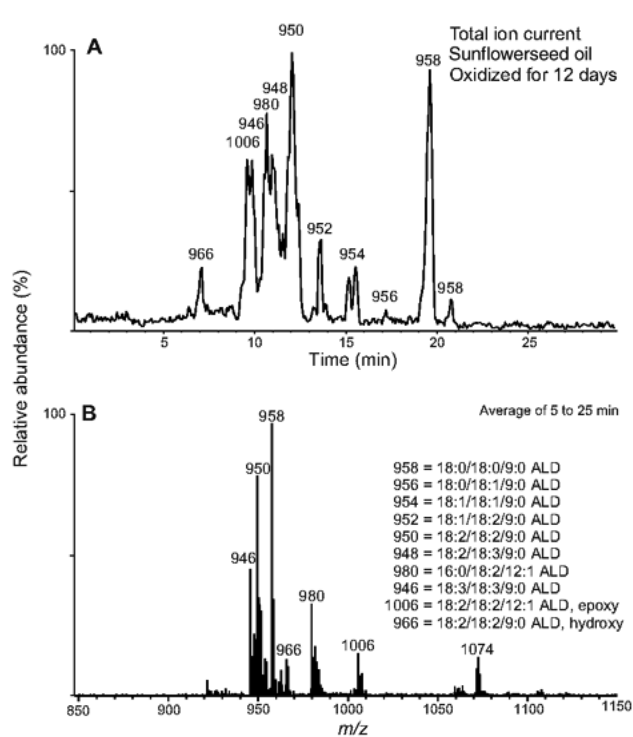 A
Total ion current
Sunflowerseed oil
Oxidized for 12 days
100
950
958
948
980
946
1006
966
952
954
956
958
5 10 15 20 25
Time (min)
Relative abundance (%)
B
Average of 5 to 25 min
100
958
950
946
980
966
1006
1074
958 = 18:0/18:0/9:0 ALD
956 = 18:0/18:1/9:0 ALD
954 = 18:1/18:1/9:0 ALD
952 = 18:1/18:2/9:0 ALD
950 = 18:2/18:2/9:0 ALD
948 = 18:2/18:3/9:0 ALD
980 = 16:0/18:2/12:1 ALD
946 = 18:3/18:3/9:0 ALD
1006 = 18:2/18:2/12:1 ALD, epoxy
966 = 18:2/18:2/9:0 ALD, hydroxy
850 900 950 1000 1050 1100 1150
m/z